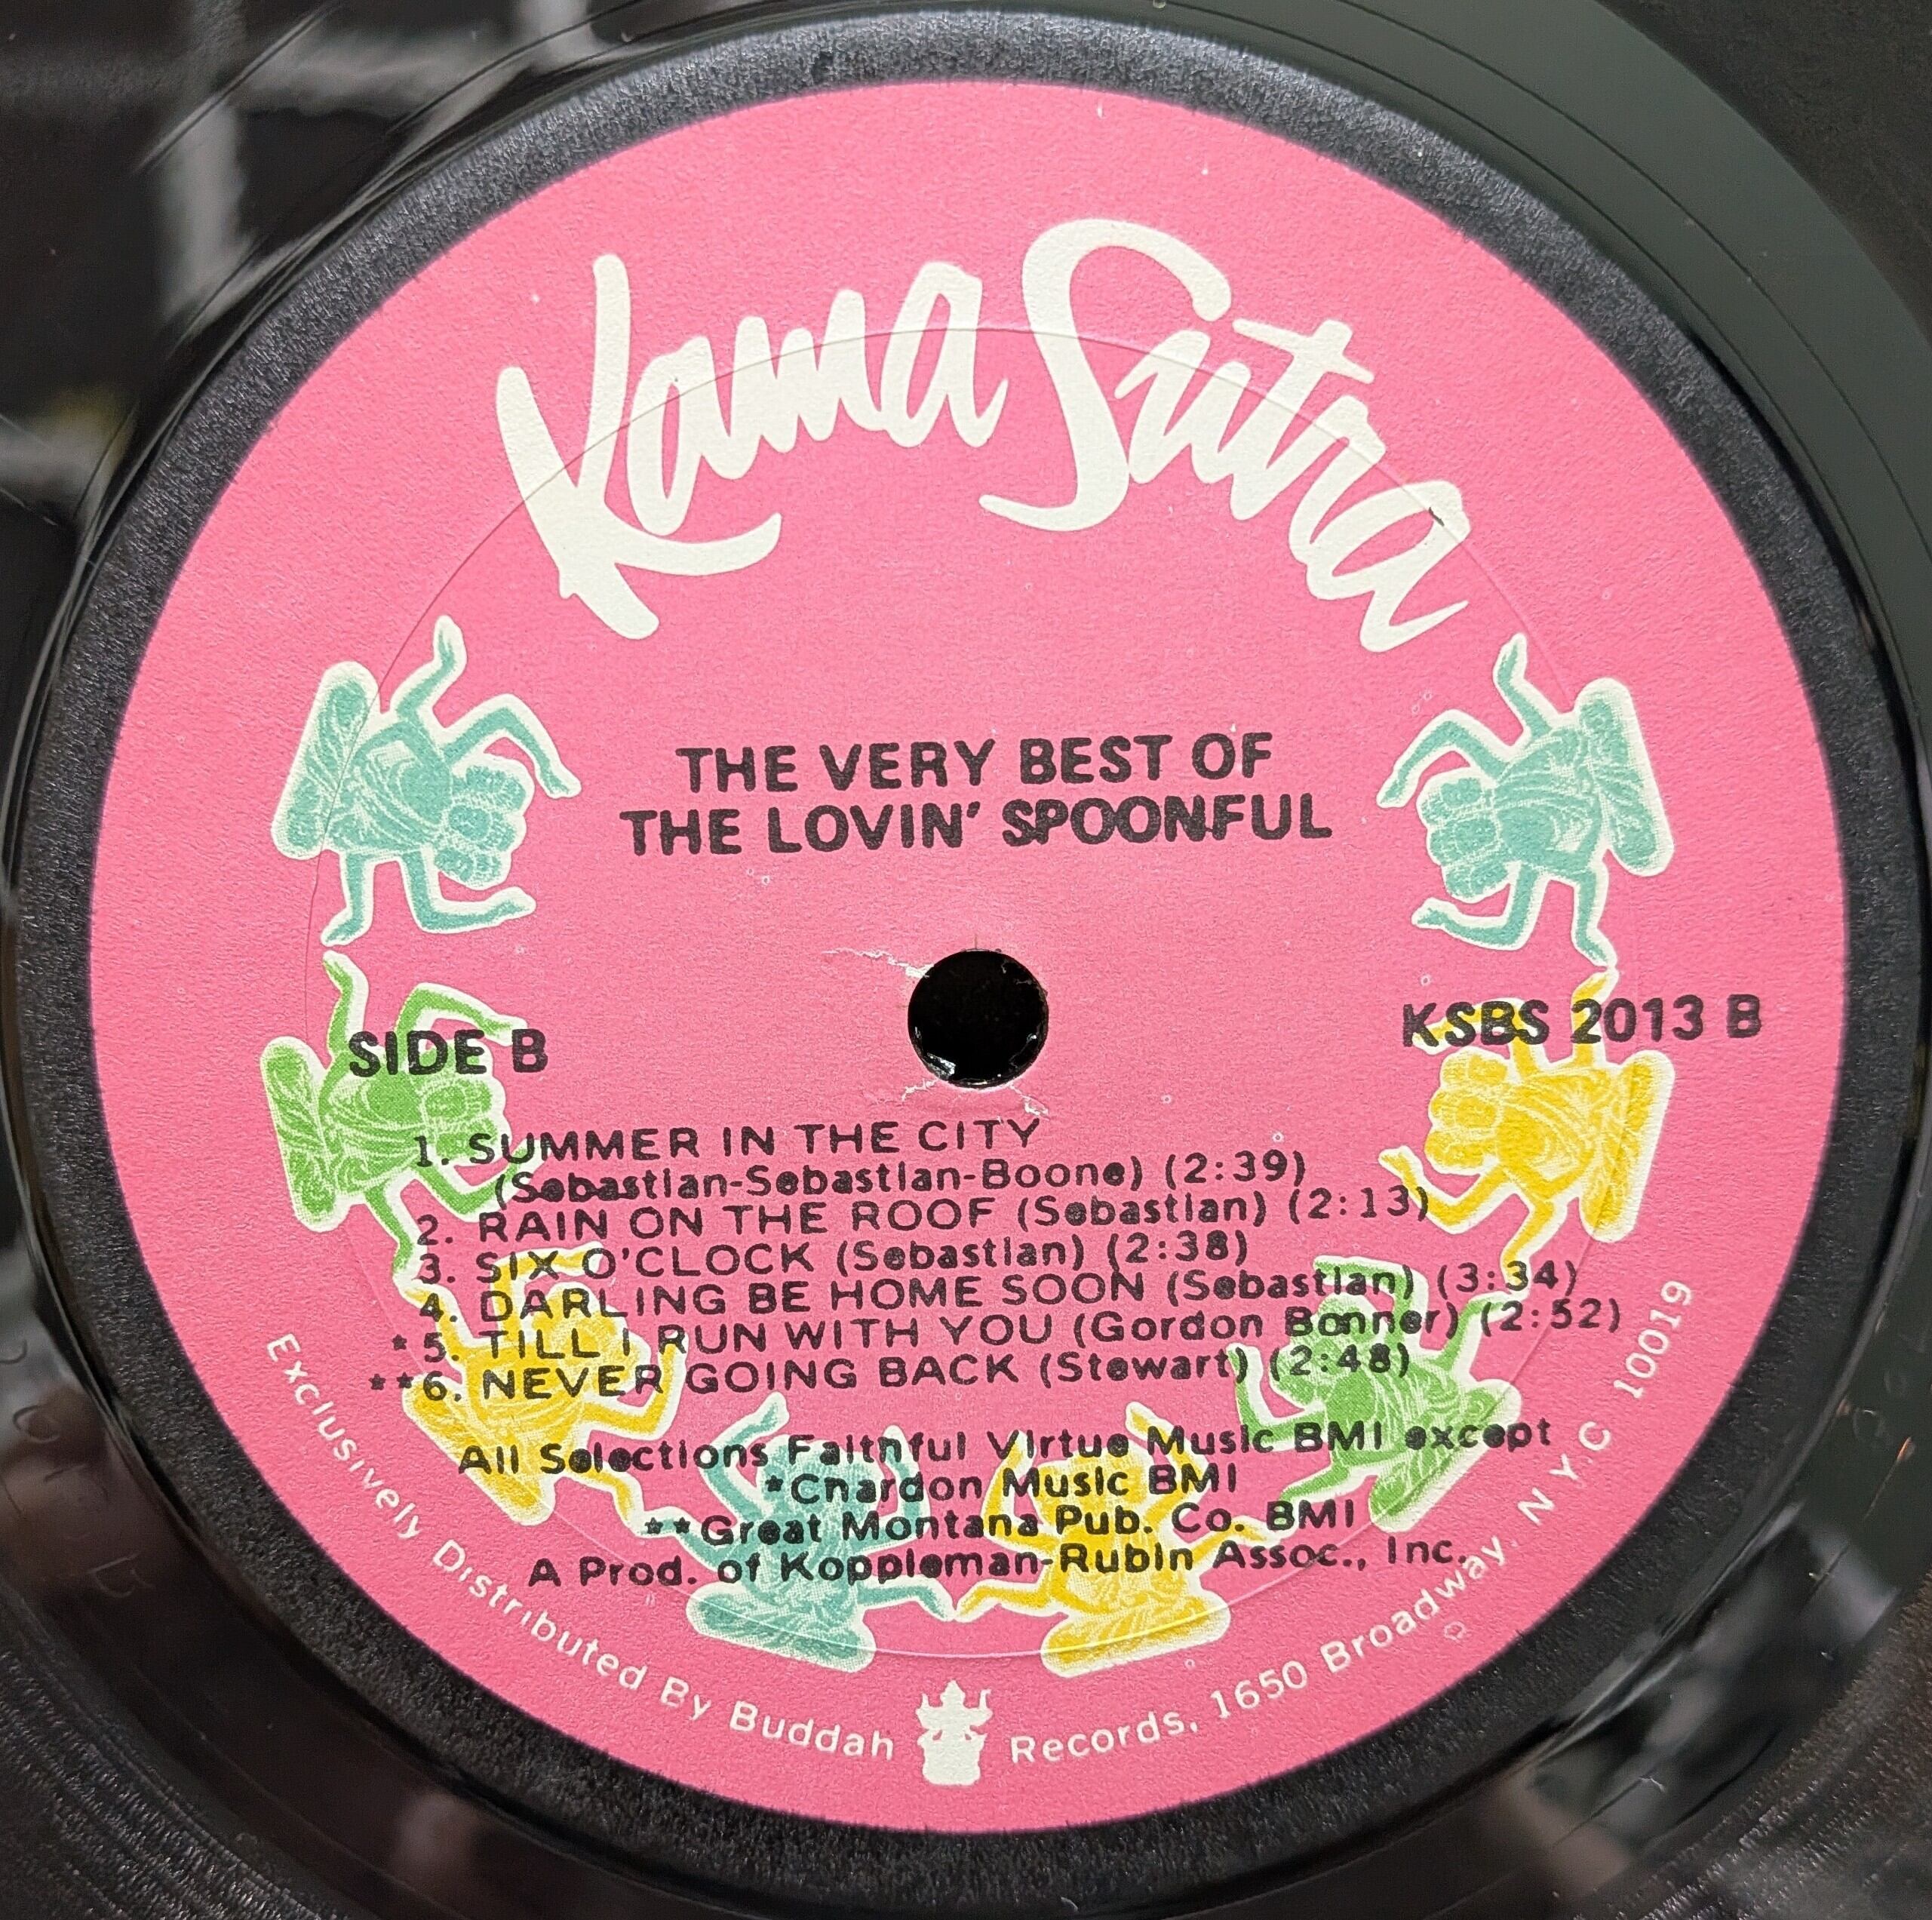 Kama Sutra
THE VERY BEST OF
THE LOVIN' SPOONFUL
SIDE B
KSBS 2013 B
1. SUMMER IN THE CITY
(Sebastian-Sebastian-Boone) (2:39)
2. RAIN ON THE ROOF (Sebastian) (2:13)
3. SIX O'CLOCK (Sebastian) (2:38)
4. DARLING BE HOME SOON (Sebastian) (3:34)
*5. TILL I RUN WITH YOU (Gordon Bonner) (2:52)
**6. NEVER GOING BACK (Stewart) (2:48)
All Selections Faithful Virtue Music BMI except
*Chardon Music BMI
**Great Montana Pub. Co. BMI
A Prod. of Koppleman-Rubin Assoc., Inc.
Exclusively Distributed By Buddah Records, 1650 Broadway, N.Y.C 10019